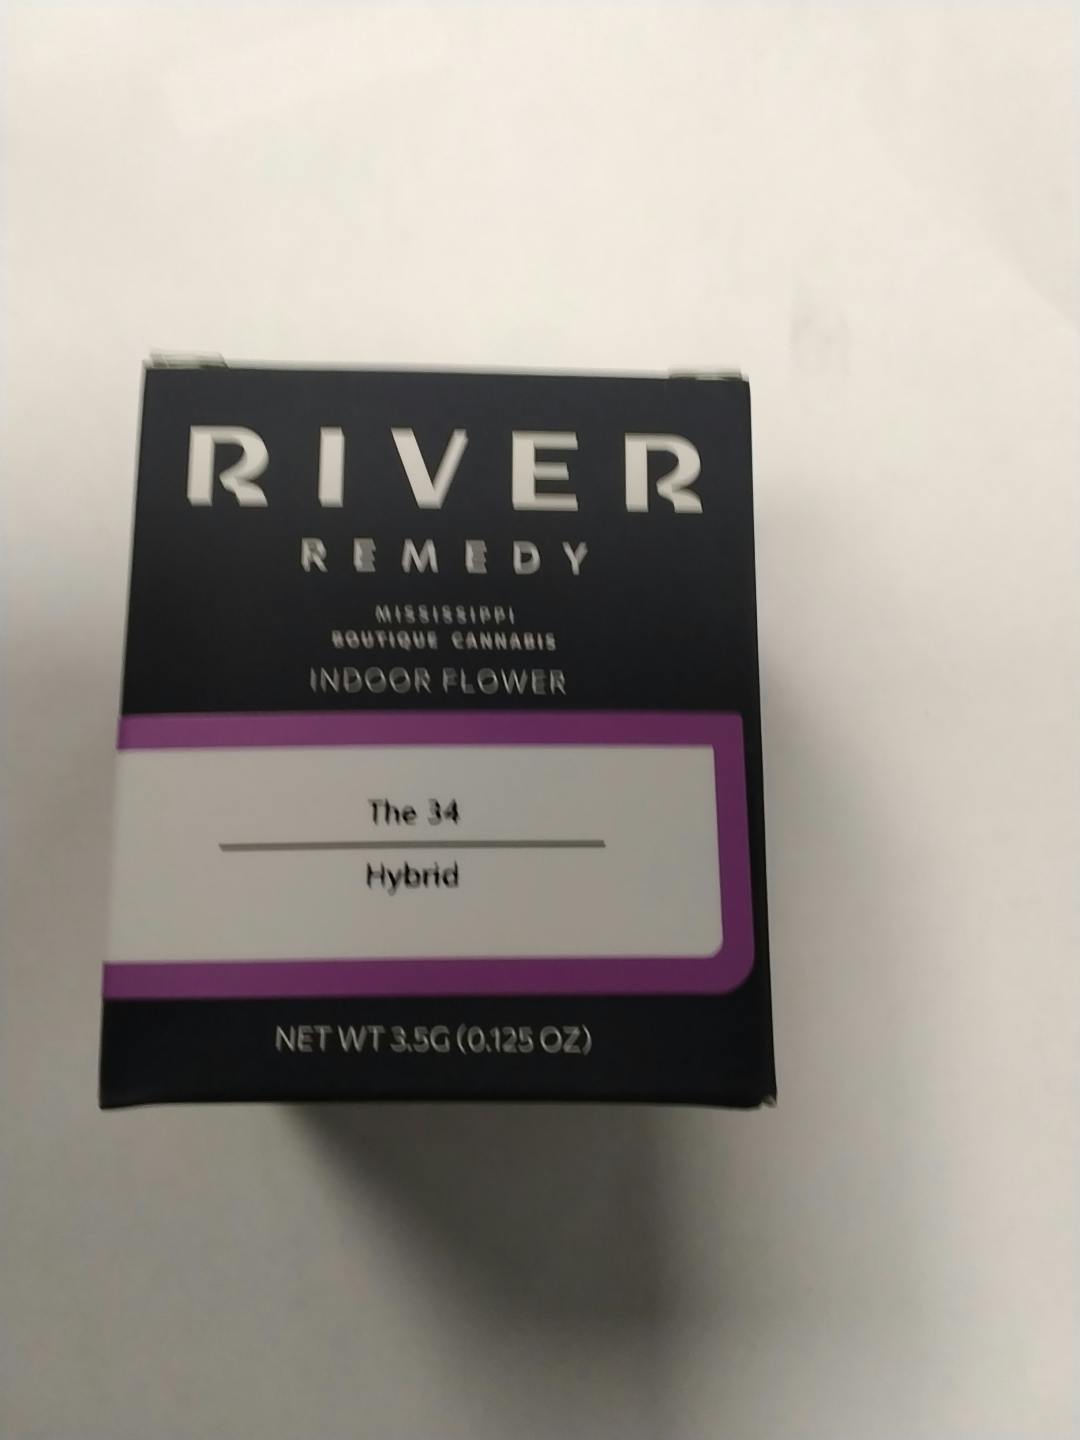 RIVER
REMEDY
MISSISSIPPI
BOUTIQUE CANNABIS
INDOOR FLOWER
The 34
Hybrid
NET WT 3.5G (0.125 OZ)